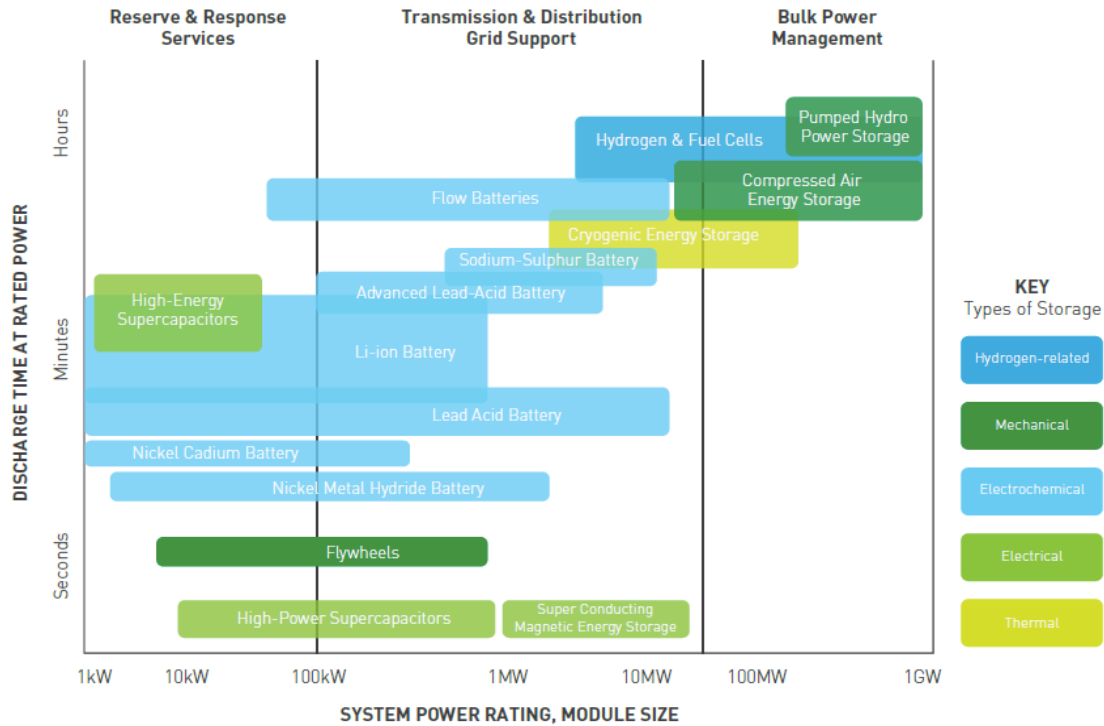 Reserve & Response
Services
Transmission & Distribution
Grid Support
Bulk Power
Management
DISCHARGE TIME AT RATED POWER
Hours
Minutes
Seconds
Pumped Hydro
Power Storage
Hydrogen & Fuel Cells
Compressed Air
Energy Storage
Flow Batteries
Cryogenic Energy Storage
Sodium-Sulphur Battery
Advanced Lead-Acid Battery
High-Energy
Supercapacitors
Li-ion Battery
Lead Acid Battery
Nickel Cadium Battery
Nickel Metal Hydride Battery
Flywheels
High-Power Supercapacitors
Super Conducting
Magnetic Energy Storage
1kW
10kW
100kW
1MW
10MW
100MW
1GW
SYSTEM POWER RATING, MODULE SIZE
KEY
Types of Storage
Hydrogen-related
Mechanical
Electrochemical
Electrical
Thermal